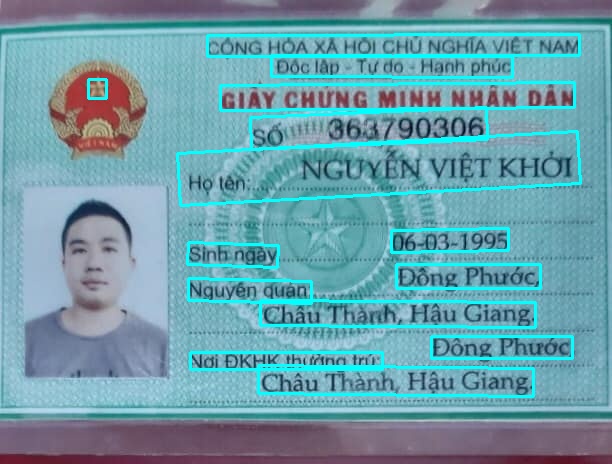 CỘNG HÒA XÃ HỘI CHỦ NGHĨA VIỆT NAM
Độc lập - Tự do - Hạnh phúc
GIẤY CHỨNG MINH NHÂN DÂN
SỐ 363790306
Họ tên: NGUYỄN VIỆT KHỞI
Sinh ngày 06-03-1995
Nguyên quán Đông Phước,
Châu Thành, Hậu Giang.
Nơi ĐKHK thường trú: Đông Phước
Châu Thành, Hậu Giang.
VIỆT NAM